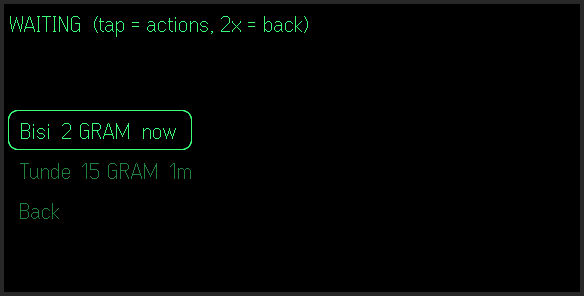 WAITING (tap = actions, 2x = back)
Bisi 2 GRAM now
Tunde 15 GRAM 1m
Back